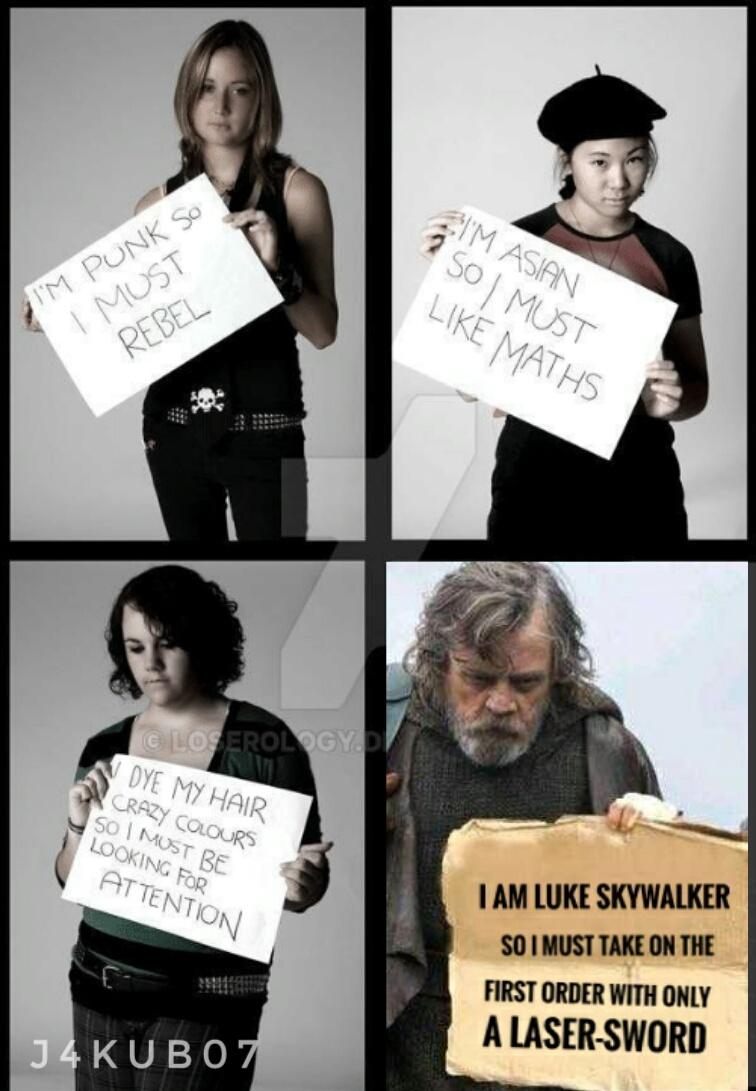 I'M PUNK SO
I MUST
REBEL
I'M ASIAN
SO I MUST
LIKE MATHS
© LOSEROLOGY.D
I DYE MY HAIR
CRAZY COLOURS
SO I MUST BE
LOOKING FOR
ATTENTION
I AM LUKE SKYWALKER
SO I MUST TAKE ON THE
FIRST ORDER WITH ONLY
A LASER-SWORD
J4KUB07